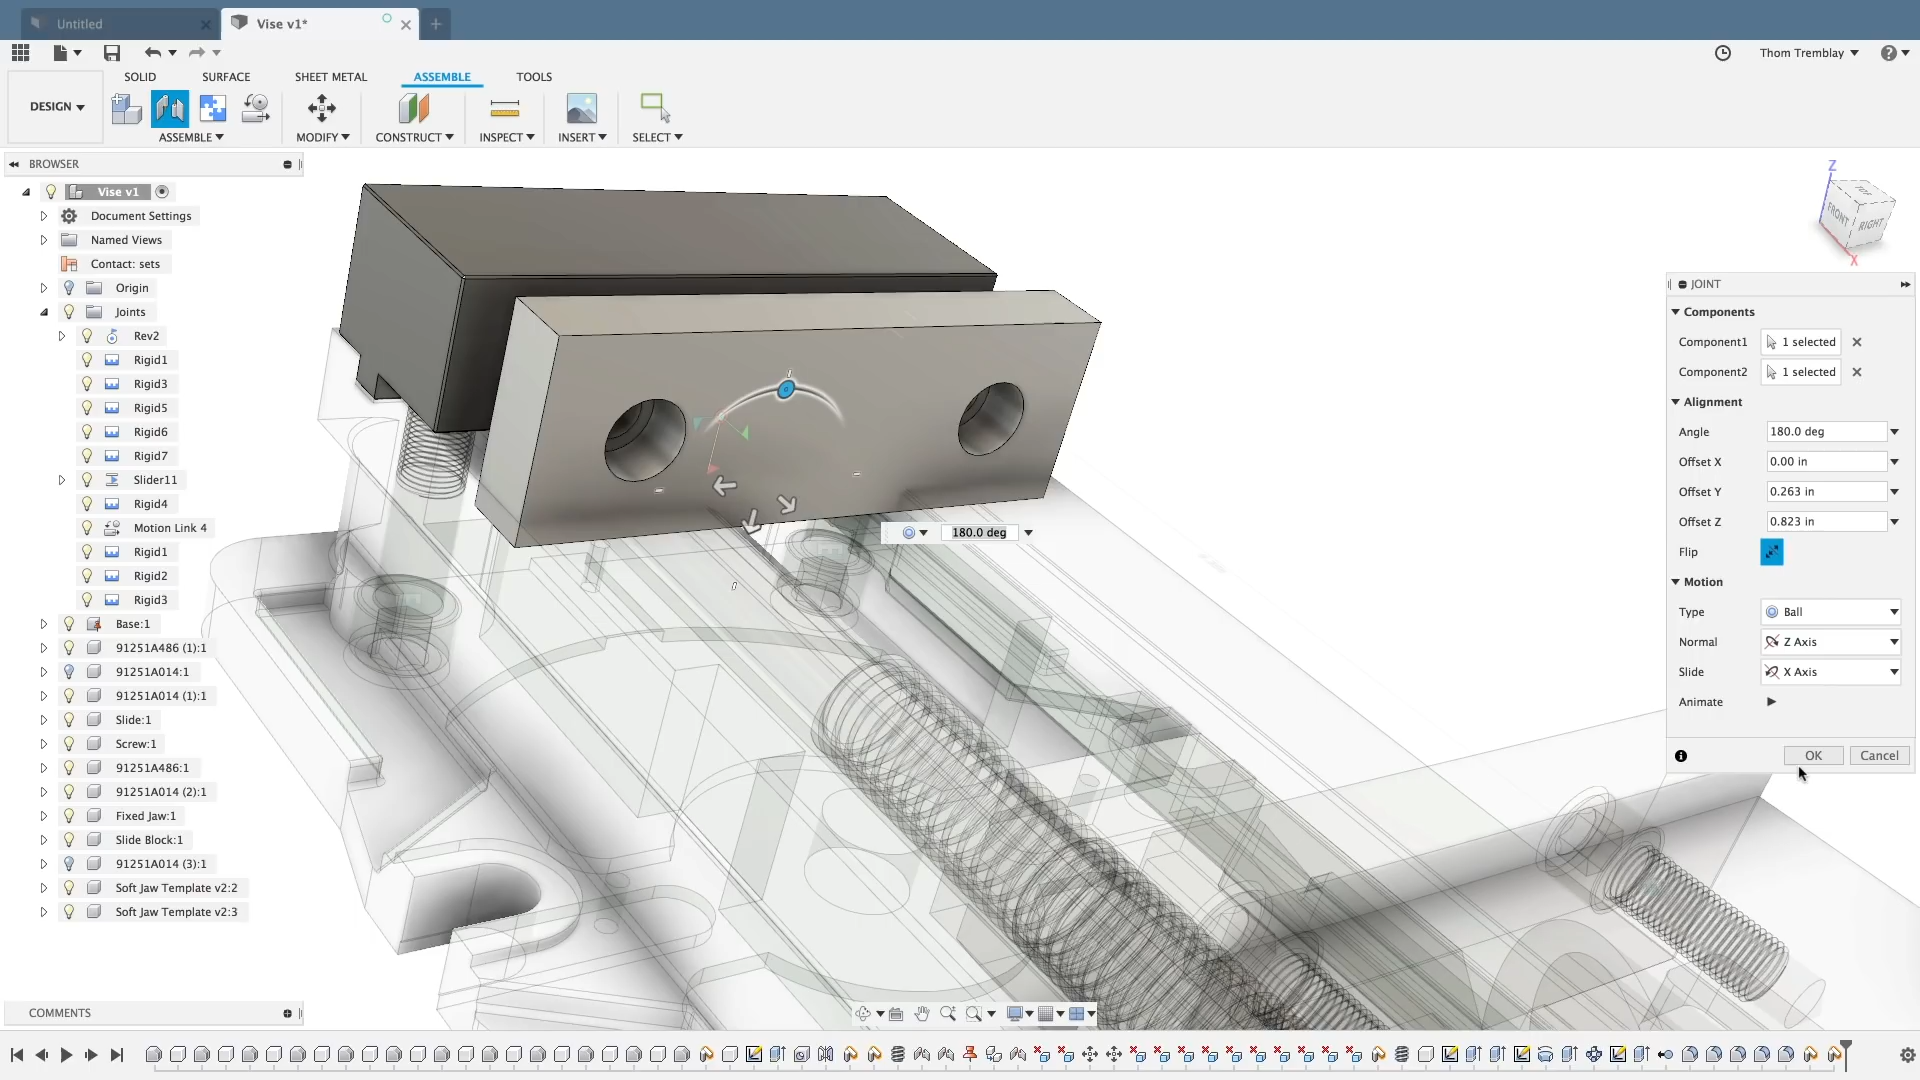 Untitled
Vise v1*
Thom Tremblay
SOLID
SURFACE
SHEET METAL
ASSEMBLE
TOOLS
DESIGN
ASSEMBLE
MODIFY
CONSTRUCT
INSPECT
INSERT
SELECT
BROWSER
Vise v1
Document Settings
Named Views
Contact: sets
Origin
Joints
Rev2
Rigid1
Rigid3
Rigid5
Rigid6
Rigid7
Slider11
Rigid4
Motion Link 4
Rigid1
Rigid2
Rigid3
Base:1
91251A486 (1):1
91251A014:1
91251A014 (1):1
Slide:1
Screw:1
91251A486:1
91251A014 (2):1
Fixed Jaw:1
Slide Block:1
91251A014 (3):1
Soft Jaw Template v2:2
Soft Jaw Template v2:3
COMMENTS
180.0 deg
Z
TOP
FRONT
RIGHT
X
JOINT
Components
Component1 1 selected
Component2 1 selected
Alignment
Angle 180.0 deg
Offset X 0.00 in
Offset Y 0.263 in
Offset Z 0.823 in
Flip
Motion
Type Ball
Normal Z Axis
Slide X Axis
Animate
OK Cancel